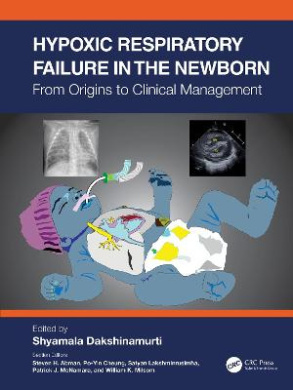 HYPOXIC RESPIRATORY
FAILURE IN THE NEWBORN
From Origins to Clinical Management
Edited by
Shyamala Dakshinamurti
Section Editors
Steven H. Abman, Po-Yin Cheung, Satyan Lakshminrusimha,
Patrick J. McNamara, and William K. Milsom
CRC Press